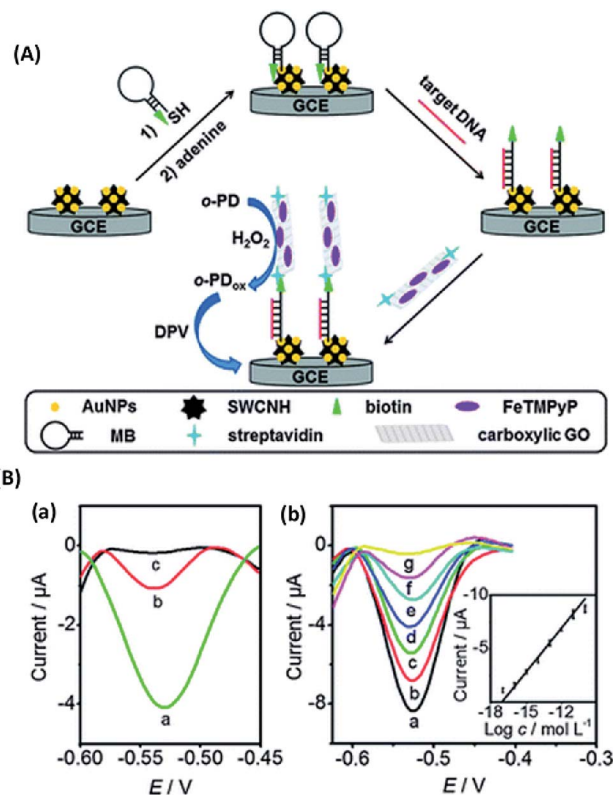 (A)
SH
1)
2) adenine
GCE
target DNA
GCE
GCE
o-PD
H2O2
o-PDox
DPV
GCE
AuNPs SWCNH biotin FeTMPyP
MB streptavidin carboxylic GO
(B)
(a) (b)
0
-2
-4
Current / µA
c
b
a
-0.60 -0.55 -0.50 -0.45
E / V
0
-4
-8
Current / µA
g
f
e
d
c
b
a
-0.6 -0.5 -0.4 -0.3
E / V
-10
-5
Current / µA
-18 -15 -12
Log c / mol L-1